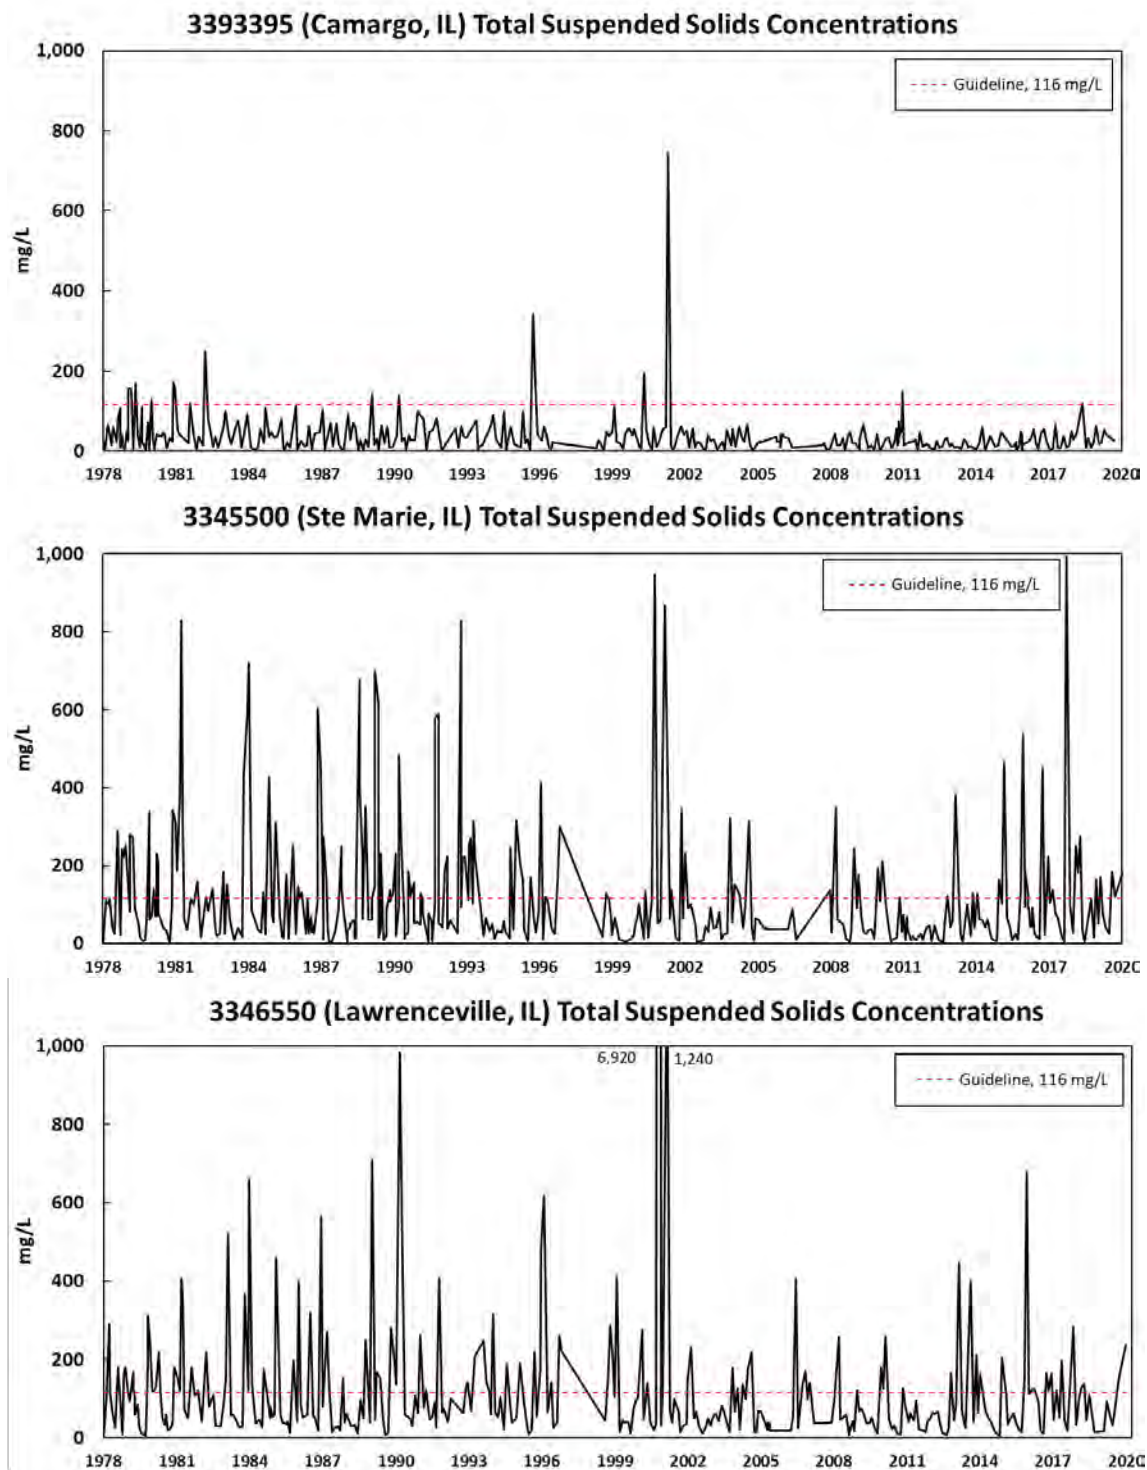 3393395 (Camargo, IL) Total Suspended Solids Concentrations
1,000
Guideline, 116 mg/L
800
600
mg/L
400
200
0
1978 1981 1984 1987 1990 1993 1996 1999 2002 2005 2008 2011 2014 2017 2020
3345500 (Ste Marie, IL) Total Suspended Solids Concentrations
1,000
Guideline, 116 mg/L
800
600
mg/L
400
200
0
1978 1981 1984 1987 1990 1993 1996 1999 2002 2005 2008 2011 2014 2017 2020
3346550 (Lawrenceville, IL) Total Suspended Solids Concentrations
1,000
6,920 1,240
Guideline, 116 mg/L
800
600
mg/L
400
200
0
1978 1981 1984 1987 1990 1993 1996 1999 2002 2005 2008 2011 2014 2017 2020